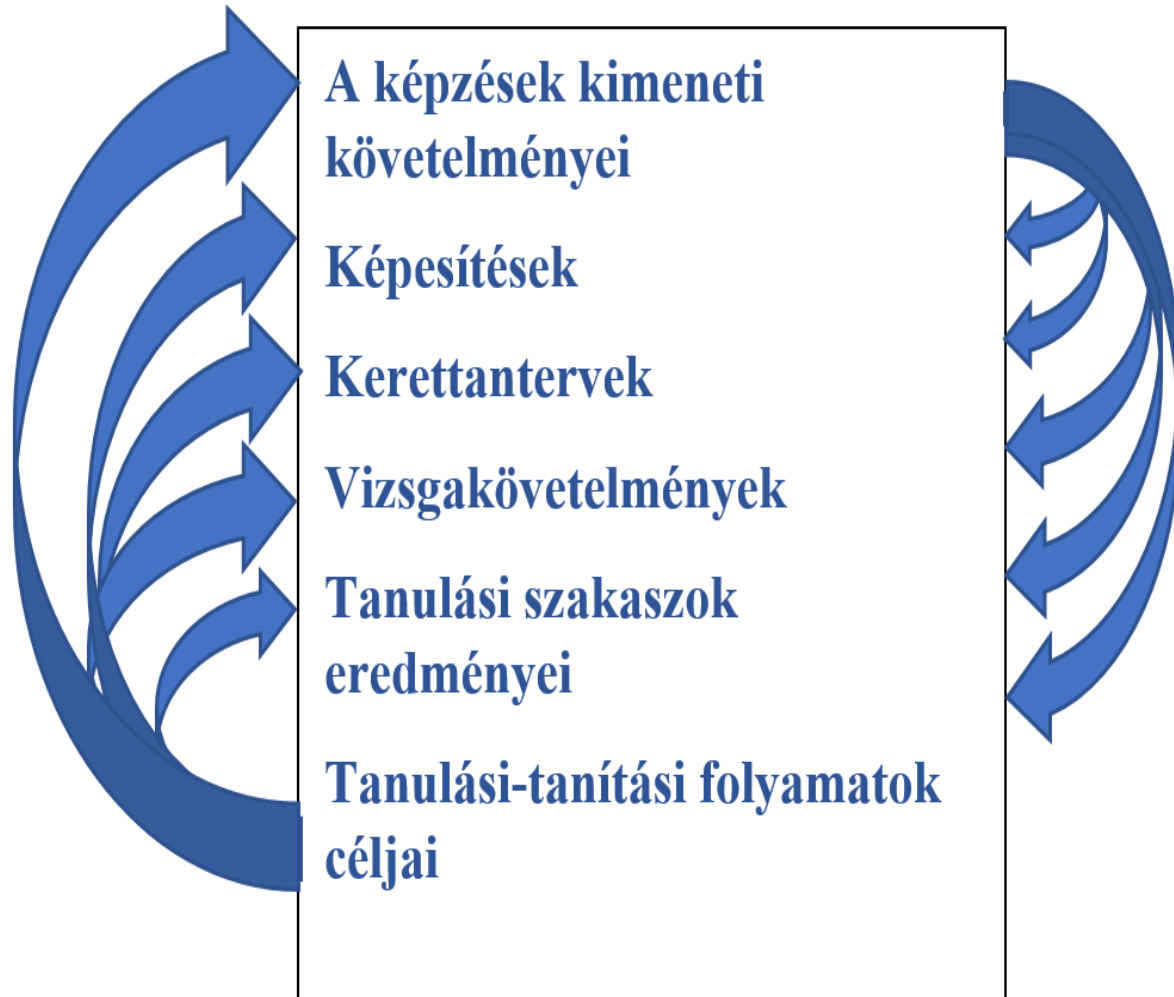 A képzések kimeneti
követelményei
Képesítések
Kerettantervek
Vizsgakövetelmények
Tanulási szakaszok
eredményei
Tanulási-tanítási folyamatok
céljai